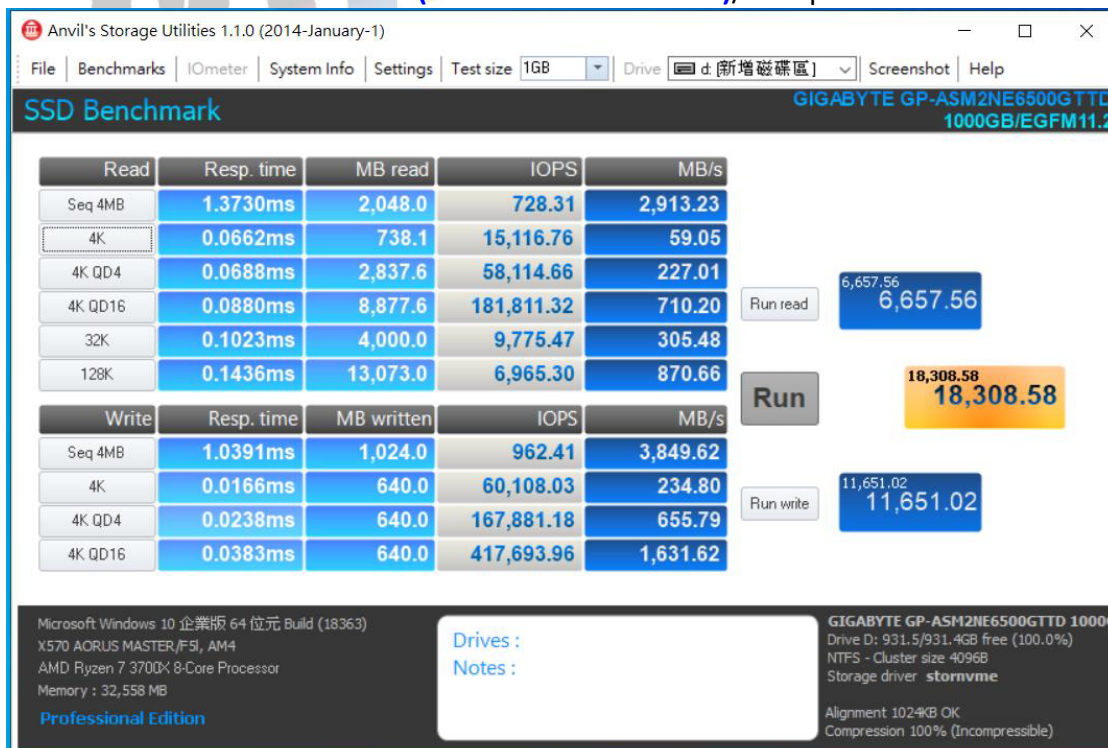 Anvil's Storage Utilities 1.1.0 (2014-January-1)
File Benchmarks IOmeter System Info Settings Test size 1GB Drive d: [新增磁碟區] Screenshot Help
SSD Benchmark
GIGABYTE GP-ASM2NE6500GTTD
1000GB/EGFM11.2
Read Resp. time MB read IOPS MB/s
Seq 4MB 1.3730ms 2,048.0 728.31 2,913.23
4K 0.0662ms 738.1 15,116.76 59.05
4K QD4 0.0688ms 2,837.6 58,114.66 227.01
4K QD16 0.0880ms 8,877.6 181,811.32 710.20
32K 0.1023ms 4,000.0 9,775.47 305.48
128K 0.1436ms 13,073.0 6,965.30 870.66
Run read
6,657.56
6,657.56
Run
18,308.58
18,308.58
Write Resp. time MB written IOPS MB/s
Seq 4MB 1.0391ms 1,024.0 962.41 3,849.62
4K 0.0166ms 640.0 60,108.03 234.80
4K QD4 0.0238ms 640.0 167,881.18 655.79
4K QD16 0.0383ms 640.0 417,693.96 1,631.62
Run write
11,651.02
11,651.02
Microsoft Windows 10 企業版 64 位元 Build (18363)
X570 AORUS MASTER/F5l, AM4
AMD Ryzen 7 3700X 8-Core Processor
Memory : 32,558 MB
Professional Edition
Drives :
Notes :
GIGABYTE GP-ASM2NE6500GTTD 1000
Drive D: 931.5/931.4GB free (100.0%)
NTFS - Cluster size 4096B
Storage driver stornvme
Alignment 1024KB OK
Compression 100% (Incompressible)